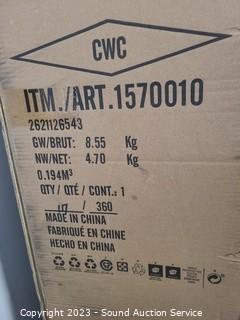 CWC
ITM./ART.1570010
2621126543
GW/BRUT: 8.55 Kg
NW/NET: 4.70 Kg
0.194M³
QTY / QTÉ / CONT.: 1
117 / 360
MADE IN CHINA
FABRIQUÉ EN CHINE
HECHO EN CHINA
Copyright 2023 - Sound Auction Service